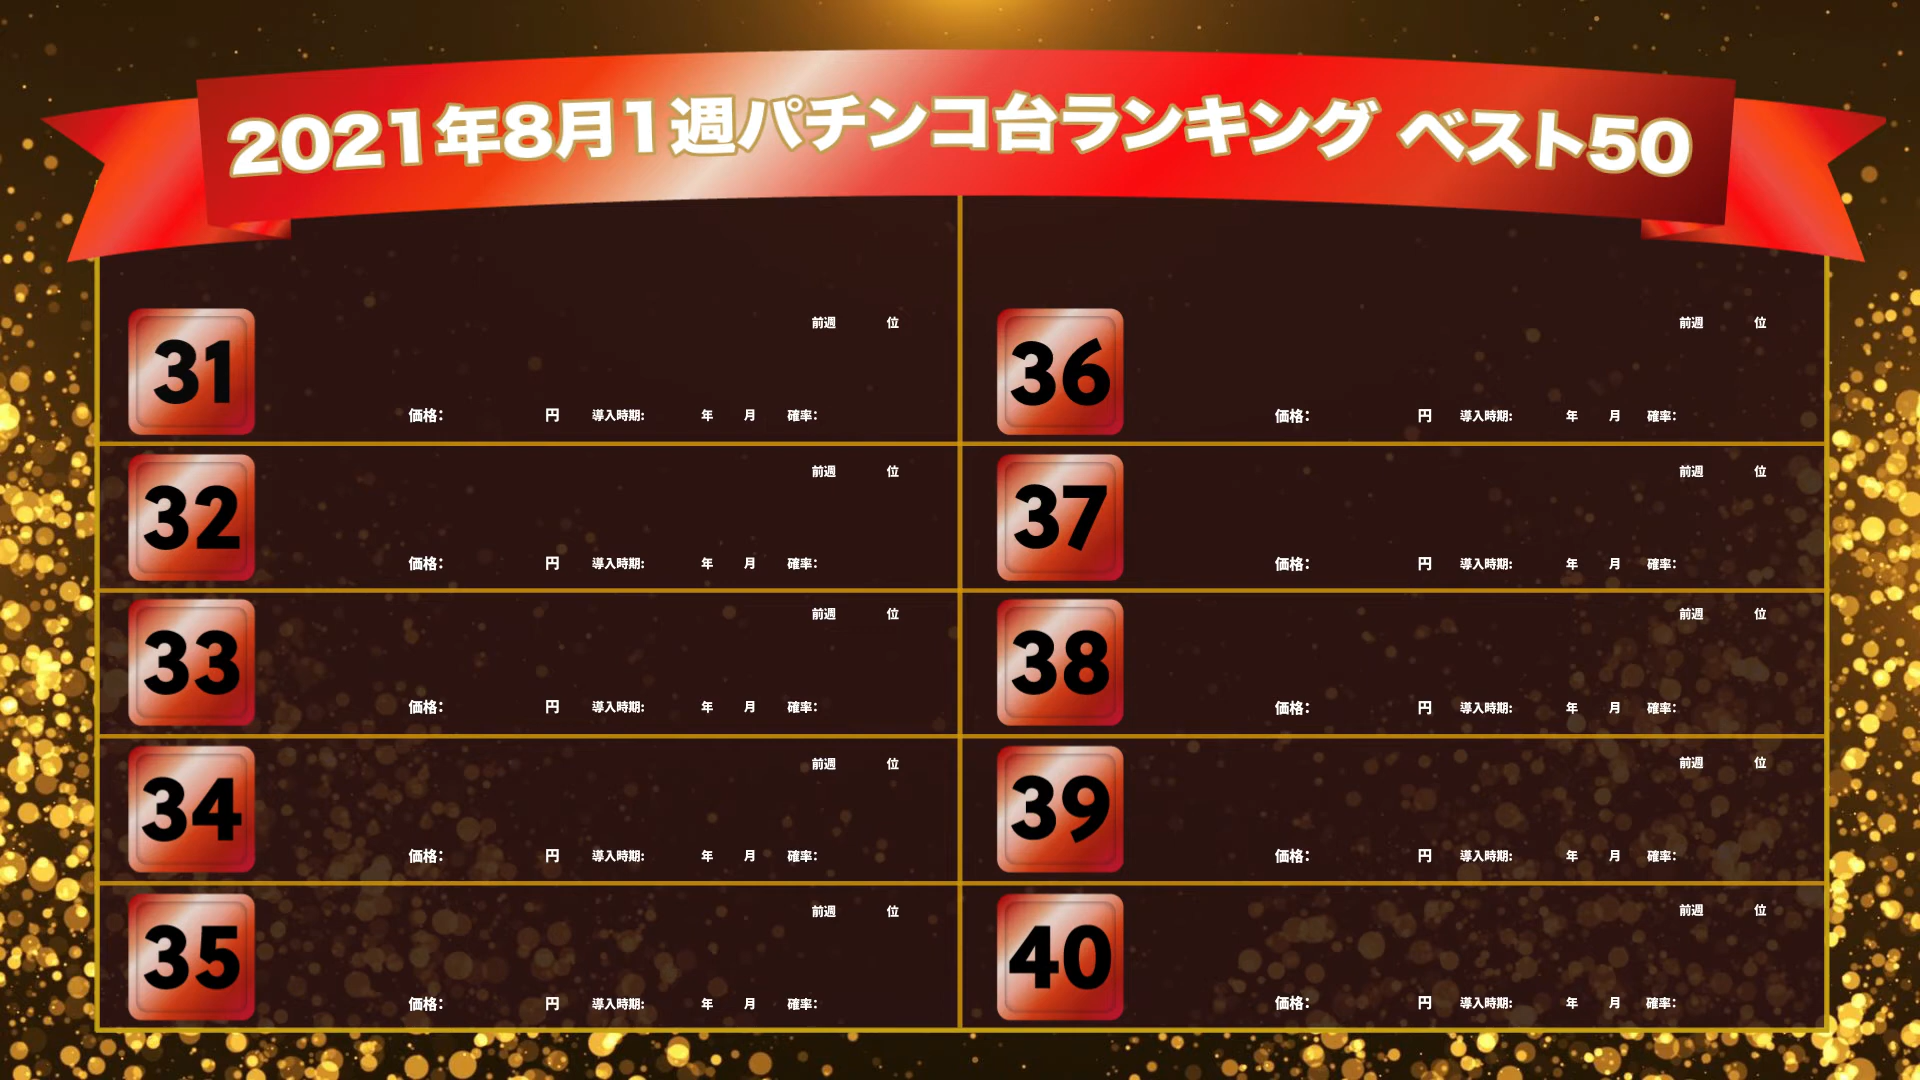 2021年8月1週パチンコ台ランキング ベスト50
31
前週 位
価格: 円 導入時期: 年 月 確率:
32
前週 位
価格: 円 導入時期: 年 月 確率:
33
前週 位
価格: 円 導入時期: 年 月 確率:
34
前週 位
価格: 円 導入時期: 年 月 確率:
35
前週 位
価格: 円 導入時期: 年 月 確率:
36
前週 位
価格: 円 導入時期: 年 月 確率:
37
前週 位
価格: 円 導入時期: 年 月 確率:
38
前週 位
価格: 円 導入時期: 年 月 確率:
39
前週 位
価格: 円 導入時期: 年 月 確率:
40
前週 位
価格: 円 導入時期: 年 月 確率: